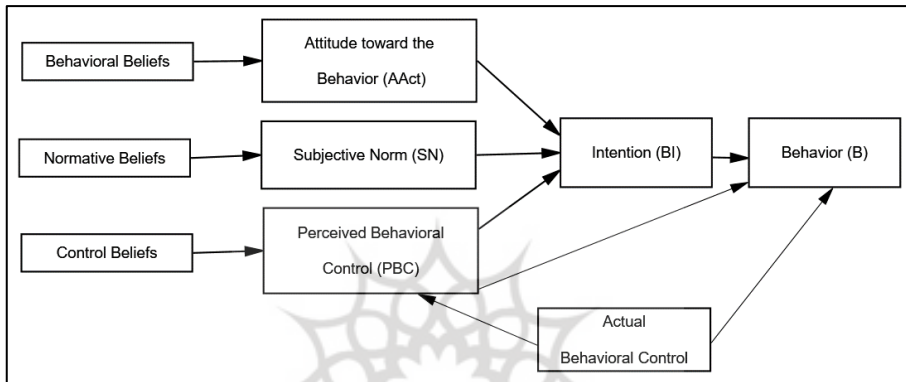 Behavioral Beliefs
Attitude toward the
Behavior (AAct)
Normative Beliefs
Subjective Norm (SN)
Intention (BI)
Behavior (B)
Control Beliefs
Perceived Behavioral
Control (PBC)
Actual
Behavioral Control